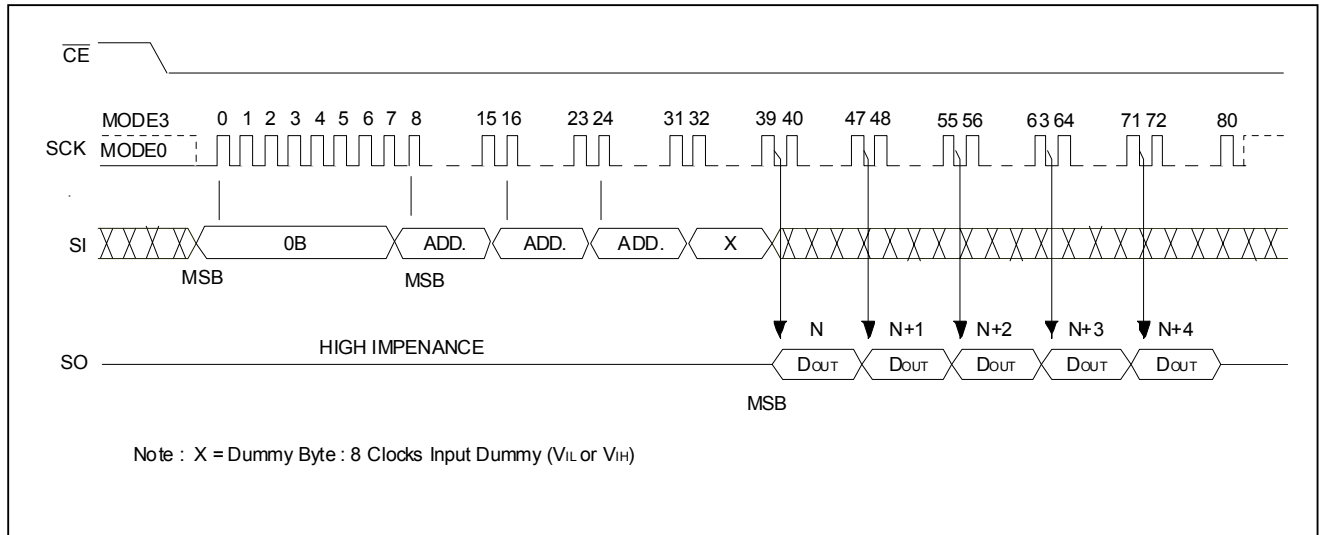 CE
MODE3 0 1 2 3 4 5 6 7 8 15 16 23 24 31 32 39 40 47 48 55 56 63 64 71 72 80
SCK MODE0
SI 0B ADD. ADD. ADD. X
MSB MSB
N N+1 N+2 N+3 N+4
HIGH IMPENANCE
SO DOUT DOUT DOUT DOUT DOUT
MSB
Note : X = Dummy Byte : 8 Clocks Input Dummy (VIL or VIH)